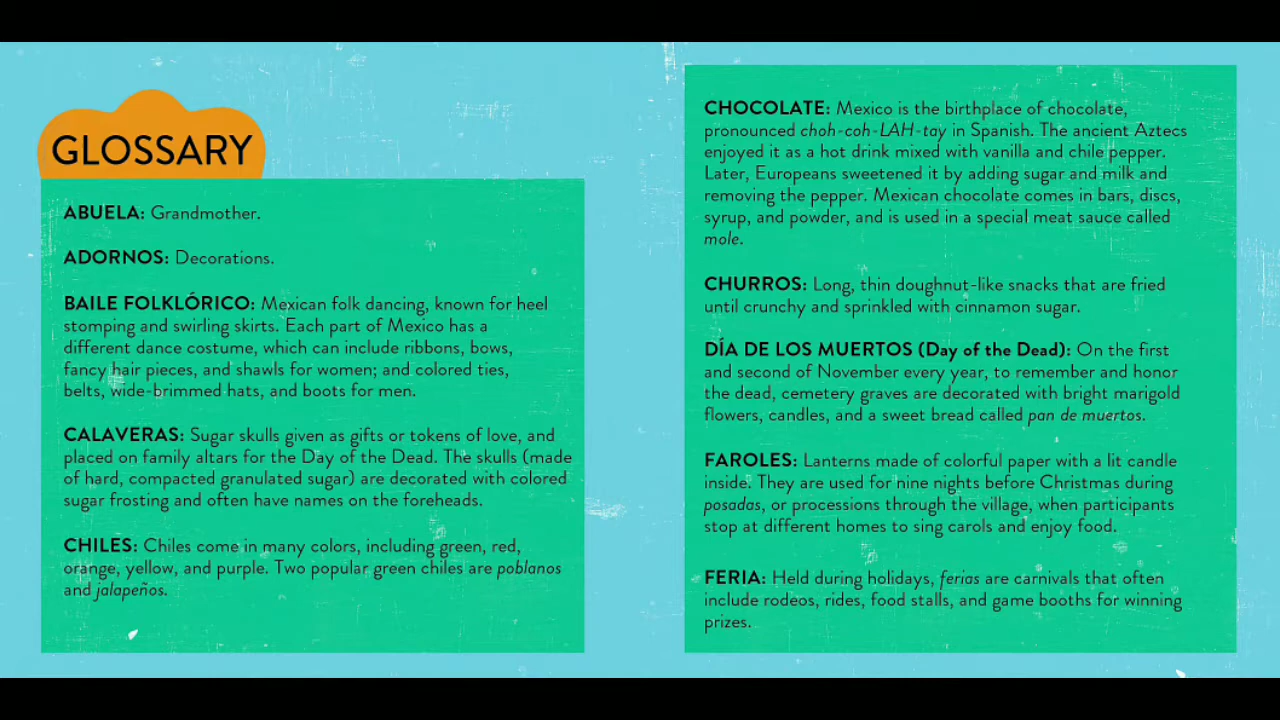 GLOSSARY
ABUELA: Grandmother.
ADORNOS: Decorations.
BAILE FOLKLÓRICO: Mexican folk dancing, known for heel
stomping and swirling skirts. Each part of Mexico has a
different dance costume, which can include ribbons, bows,
fancy hair pieces, and shawls for women; and colored ties,
belts, wide-brimmed hats, and boots for men.
CALAVERAS: Sugar skulls given as gifts or tokens of love, and
placed on family altars for the Day of the Dead. The skulls (made
of hard, compacted granulated sugar) are decorated with colored
sugar frosting and often have names on the foreheads.
CHILES: Chiles come in many colors, including green, red,
orange, yellow, and purple. Two popular green chiles are poblanos
and jalapeños.
CHOCOLATE: Mexico is the birthplace of chocolate,
pronounced choh-coh-LAH-tay in Spanish. The ancient Aztecs
enjoyed it as a hot drink mixed with vanilla and chile pepper.
Later, Europeans sweetened it by adding sugar and milk and
removing the pepper. Mexican chocolate comes in bars, discs,
syrup, and powder, and is used in a special meat sauce called
mole.
CHURROS: Long, thin doughnut-like snacks that are fried
until crunchy and sprinkled with cinnamon sugar.
DÍA DE LOS MUERTOS (Day of the Dead): On the first
and second of November every year, to remember and honor
the dead, cemetery graves are decorated with bright marigold
flowers, candles, and a sweet bread called pan de muertos.
FAROLES: Lanterns made of colorful paper with a lit candle
inside. They are used for nine nights before Christmas during
posadas, or processions through the village, when participants
stop at different homes to sing carols and enjoy food.
FERIA: Held during holidays, ferias are carnivals that often
include rodeos, rides, food stalls, and game booths for winning
prizes.